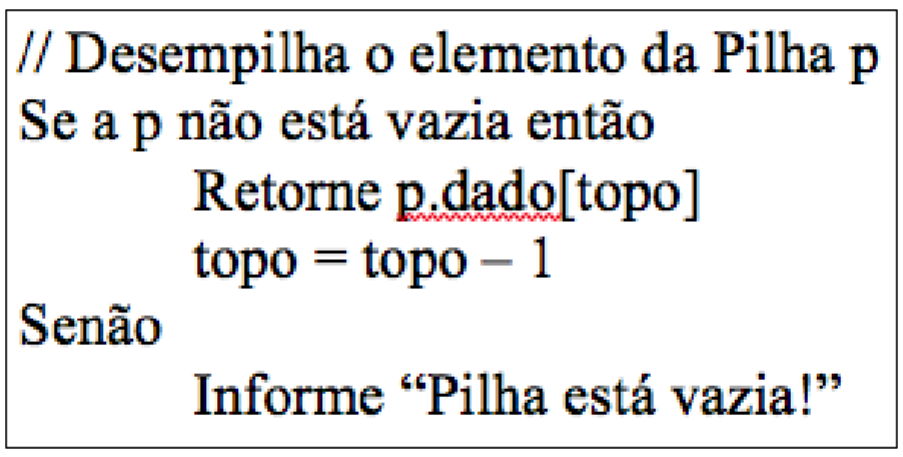 // Desempilha o elemento da Pilha p
Se a p não está vazia então
Retorne p.dado[topo]
topo = topo – 1
Senão
Informe “Pilha está vazia!”